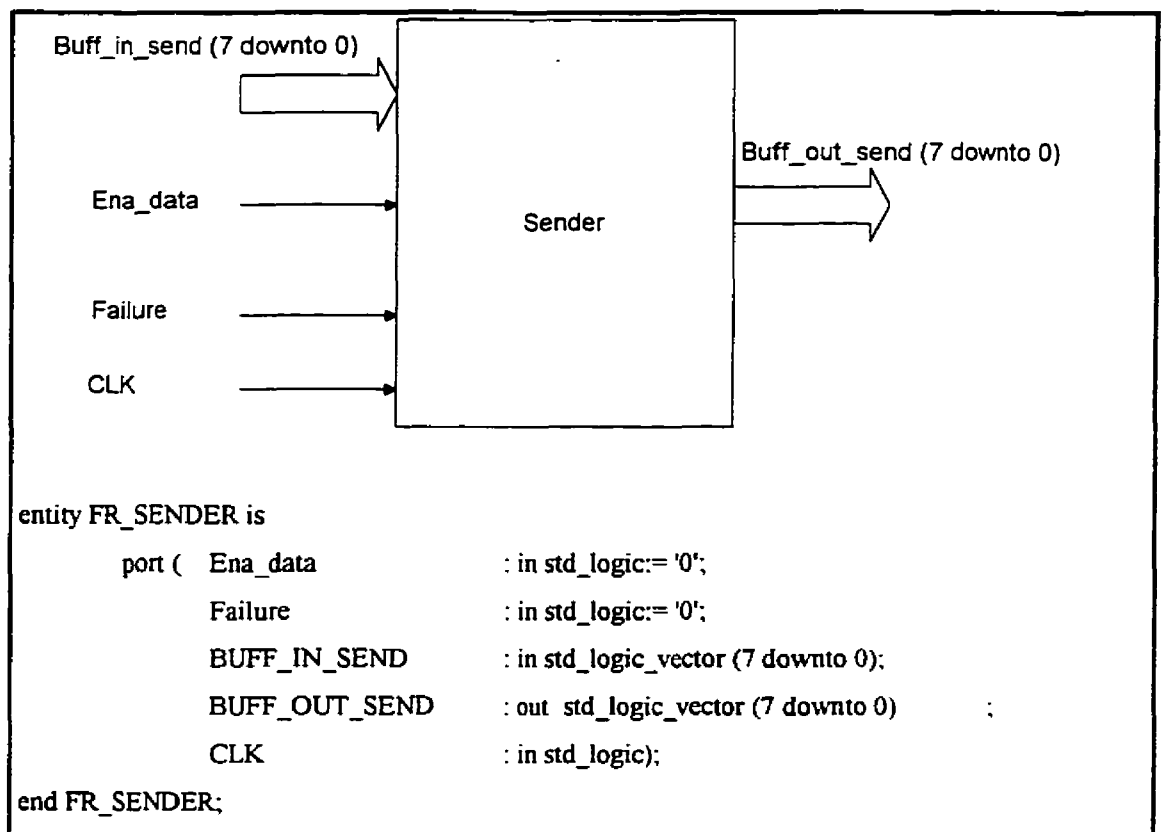 Buff_in_send (7 downto 0)
Buff_out_send (7 downto 0)
Ena_data
Sender
Failure
CLK
entity FR_SENDER is
port ( Ena_data : in std_logic:= '0';
Failure : in std_logic:= '0';
BUFF_IN_SEND : in std_logic_vector (7 downto 0);
BUFF_OUT_SEND : out std_logic_vector (7 downto 0) ;
CLK : in std_logic);
end FR_SENDER;